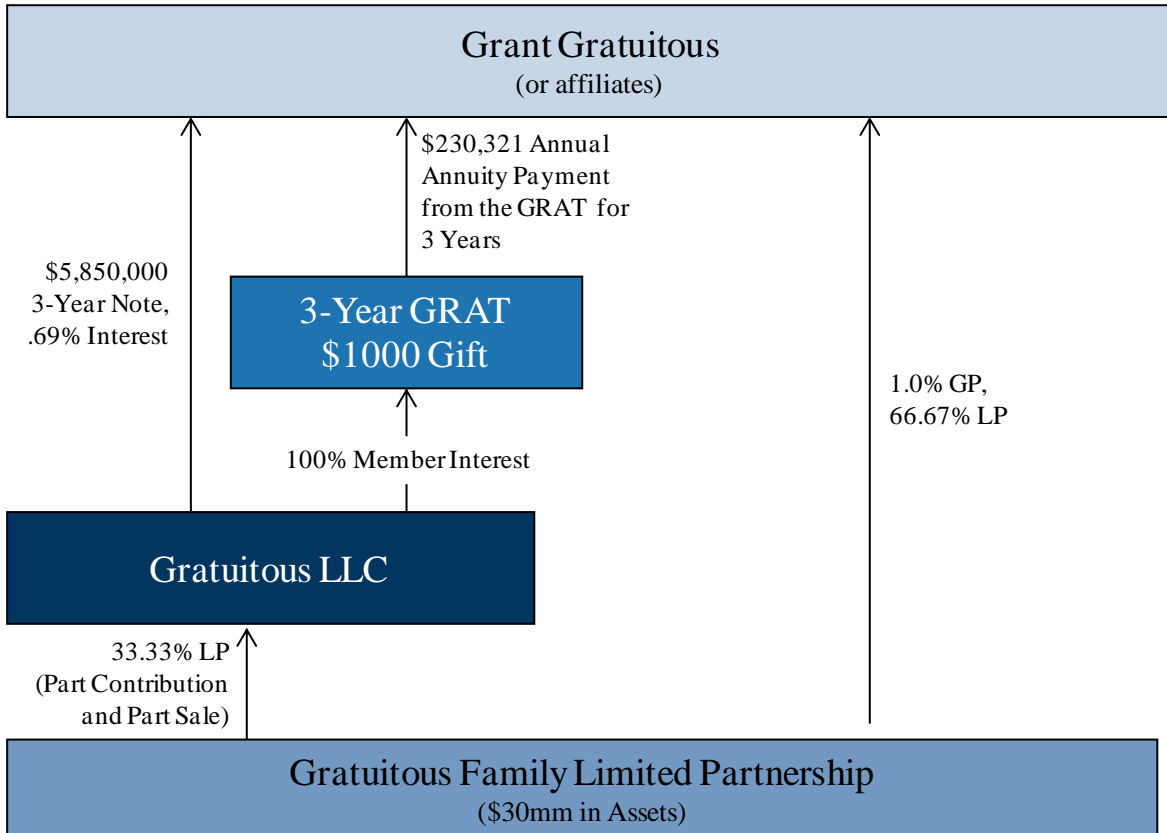 Grant Gratuitous
(or affiliates)
$230,321 Annual
Annuity Payment
from the GRAT for
3 Years
$5,850,000
3-Year Note,
.69% Interest
3-Year GRAT
$1000 Gift
1.0% GP,
66.67% LP
100% Member Interest
Gratuitous LLC
33.33% LP
(Part Contribution
and Part Sale)
Gratuitous Family Limited Partnership
($30mm in Assets)